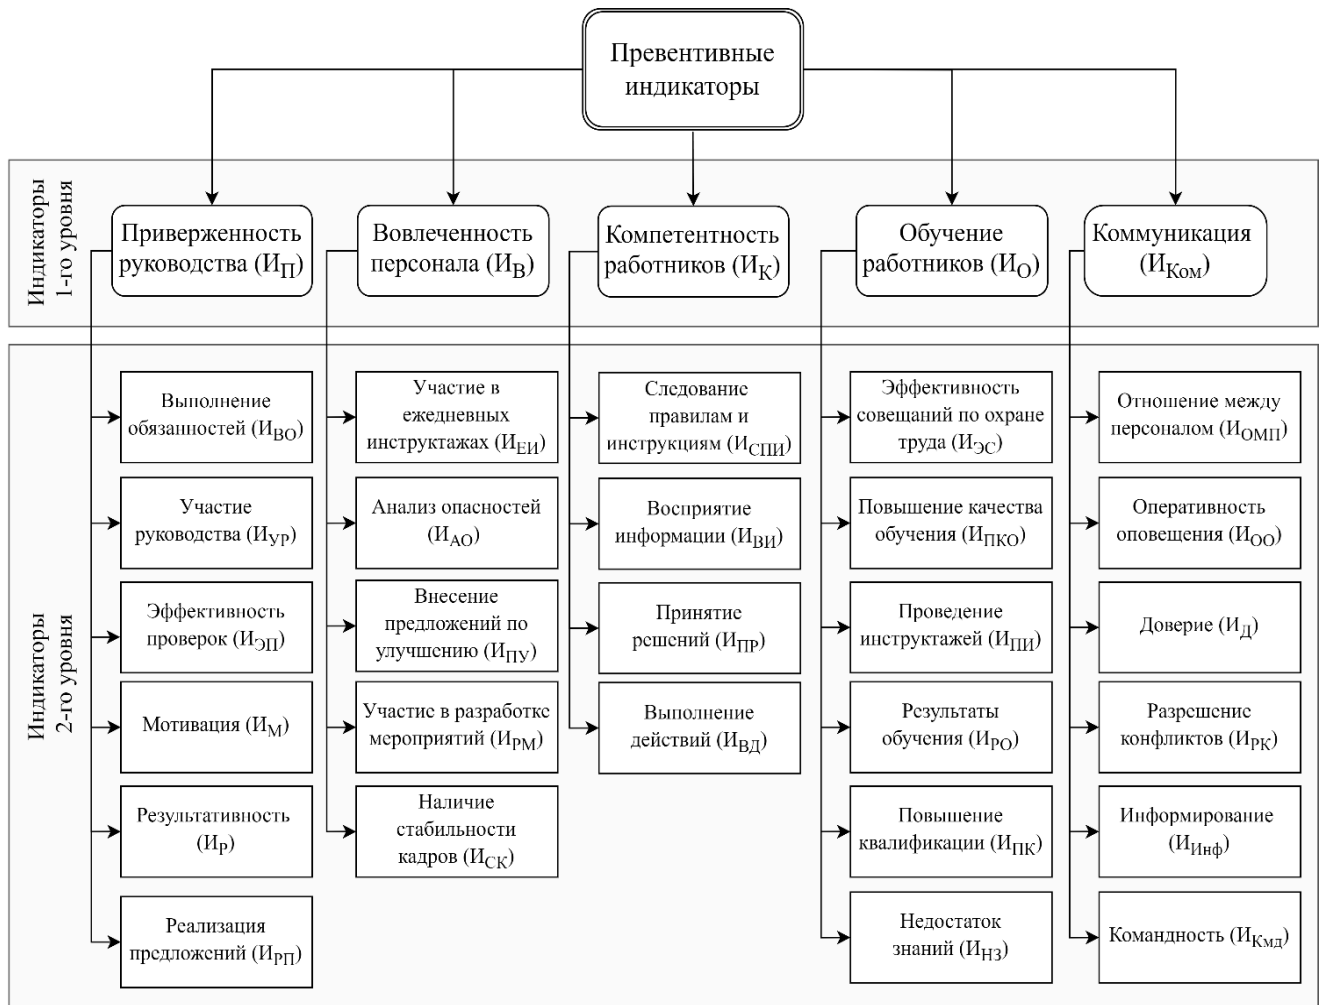 Превентивные
индикаторы
Индикаторы
1-го уровня
Приверженность
руководства (ИП)
Вовлеченность
персонала (ИВ)
Компетентность
работников (ИК)
Обучение
работников (ИО)
Коммуникация
(ИКом)
Индикаторы
2-го уровня
Выполнение
обязанностей (ИВО)
Участие
руководства (ИУР)
Эффективность
проверок (ИЭП)
Мотивация (ИМ)
Результативность
(ИР)
Реализация
предложений (ИРП)
Участие в
ежедневных
инструктажах (ИЕИ)
Анализ опасностей
(ИАО)
Внесение
предложений по
улучшению (ИПУ)
Участие в разработке
мероприятий (ИРМ)
Наличие
стабильности
кадров (ИСК)
Следование
правилам и
инструкциям (ИСПИ)
Восприятие
информации (ИВИ)
Принятие
решений (ИПР)
Выполнение
действий (ИВД)
Эффективность
совещаний по охране
труда (ИЭС)
Повышение качества
обучения (ИПКО)
Проведение
инструктажей (ИПИ)
Результаты
обучения (ИРО)
Повышение
квалификации (ИПК)
Недостаток
знаний (ИНЗ)
Отношение между
персоналом (ИОМП)
Оперативность
оповещения (ИОО)
Доверие (ИД)
Разрешение
конфликтов (ИРК)
Информирование
(ИИнф)
Командность (ИКмд)